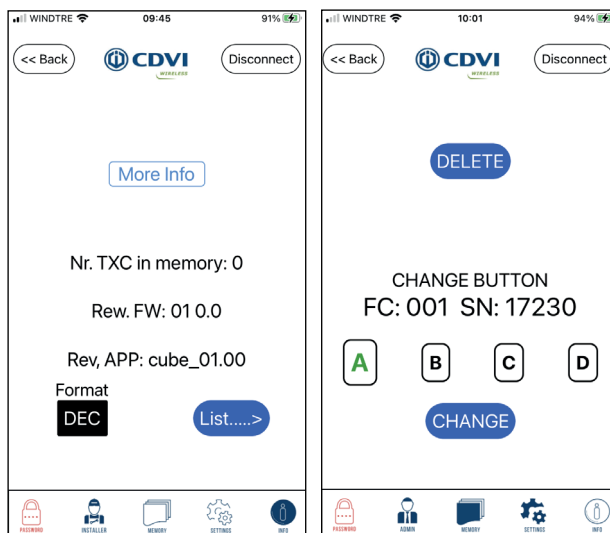 WINDTRE 09:45 91%
<< Back CDVI Disconnect
WIRELESS
More Info
Nr. TXC in memory: 0
Rew. FW: 01 0.0
Rev, APP: cube_01.00
Format
DEC List.....>
PASSWORD INSTALLER MEMORY SETTINGS INFO
WINDTRE 10:01 94%
<< Back CDVI Disconnect
WIRELESS
DELETE
CHANGE BUTTON
FC: 001 SN: 17230
A B C D
CHANGE
PASSWORD ADMIN MEMORY SETTINGS INFO